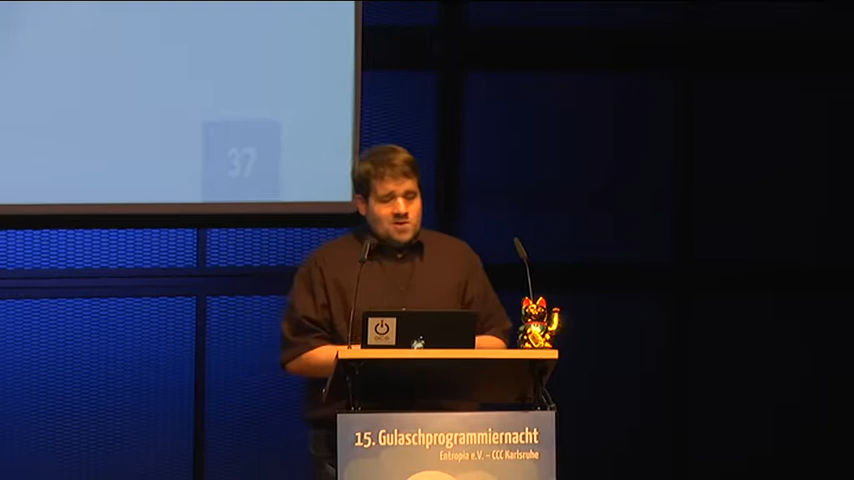 37
15. Gulaschprogrammiernacht
Entropia e.V. – CCC Karlsruhe